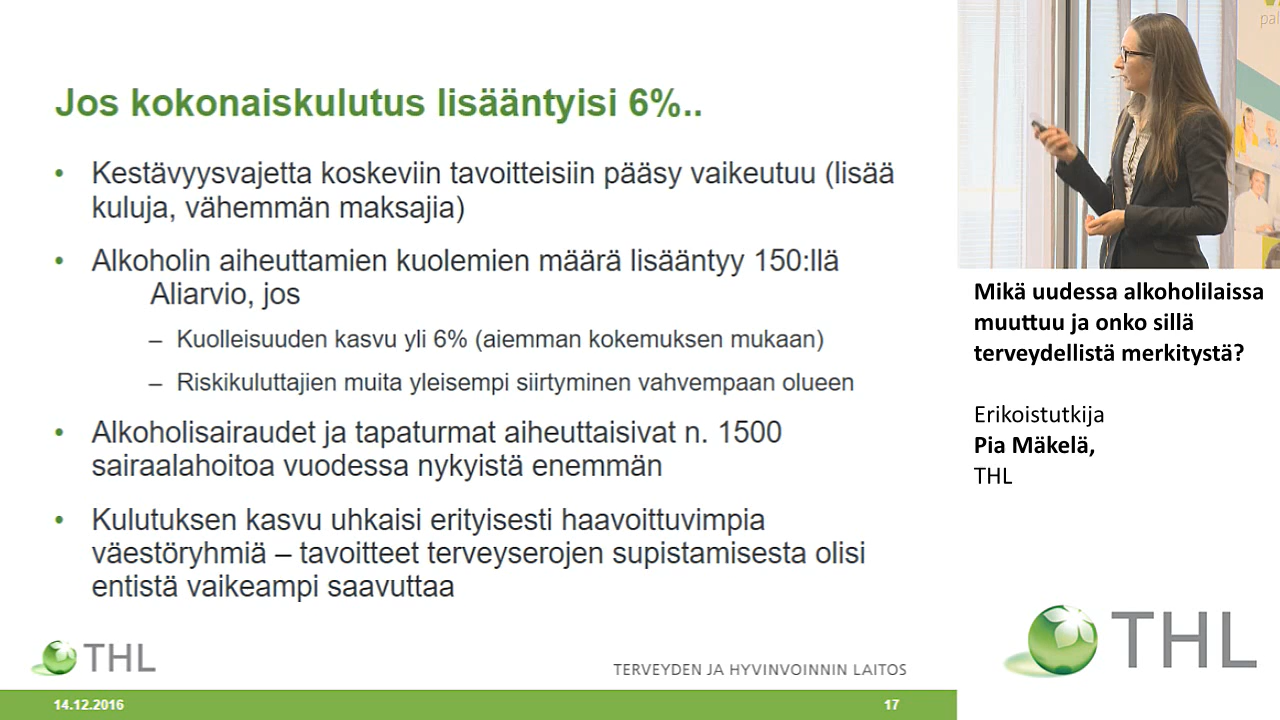 Jos kokonaiskulutus lisääntyisi 6%..
• Kestävyysvajetta koskeviin tavoitteisiin pääsy vaikeutuu (lisää
kuluja, vähemmän maksajia)
• Alkoholin aiheuttamien kuolemien määrä lisääntyy 150:llä
Aliarvio, jos
– Kuolleisuuden kasvu yli 6% (aiemman kokemuksen mukaan)
– Riskikuluttajien muita yleisempi siirtyminen vahvempaan olueen
• Alkoholisairaudet ja tapaturmat aiheuttaisivat n. 1500
sairaalahoitoa vuodessa nykyistä enemmän
• Kulutuksen kasvu uhkaisi erityisesti haavoittuvimpia
väestöryhmiä – tavoitteet terveyserojen supistamisesta olisi
entistä vaikeampi saavuttaa
THL
TERVEYDEN JA HYVINVOINNIN LAITOS
14.12.2016
17
Mikä uudessa alkoholilaissa
muuttuu ja onko sillä
terveydellistä merkitystä?
Erikoistutkija
Pia Mäkelä,
THL
THL